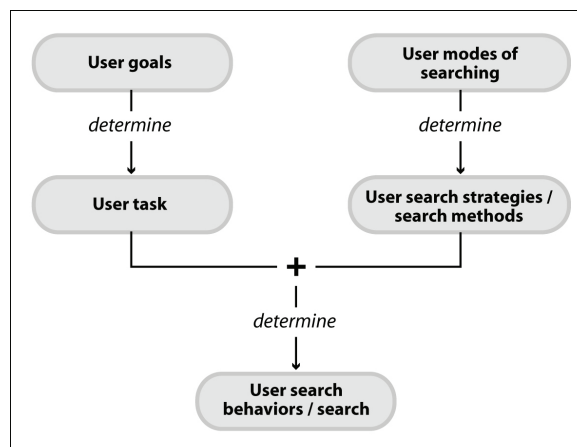 User goals
User modes of
searching
determine
determine
User task
User search strategies /
search methods
+
determine
User search
behaviors / search